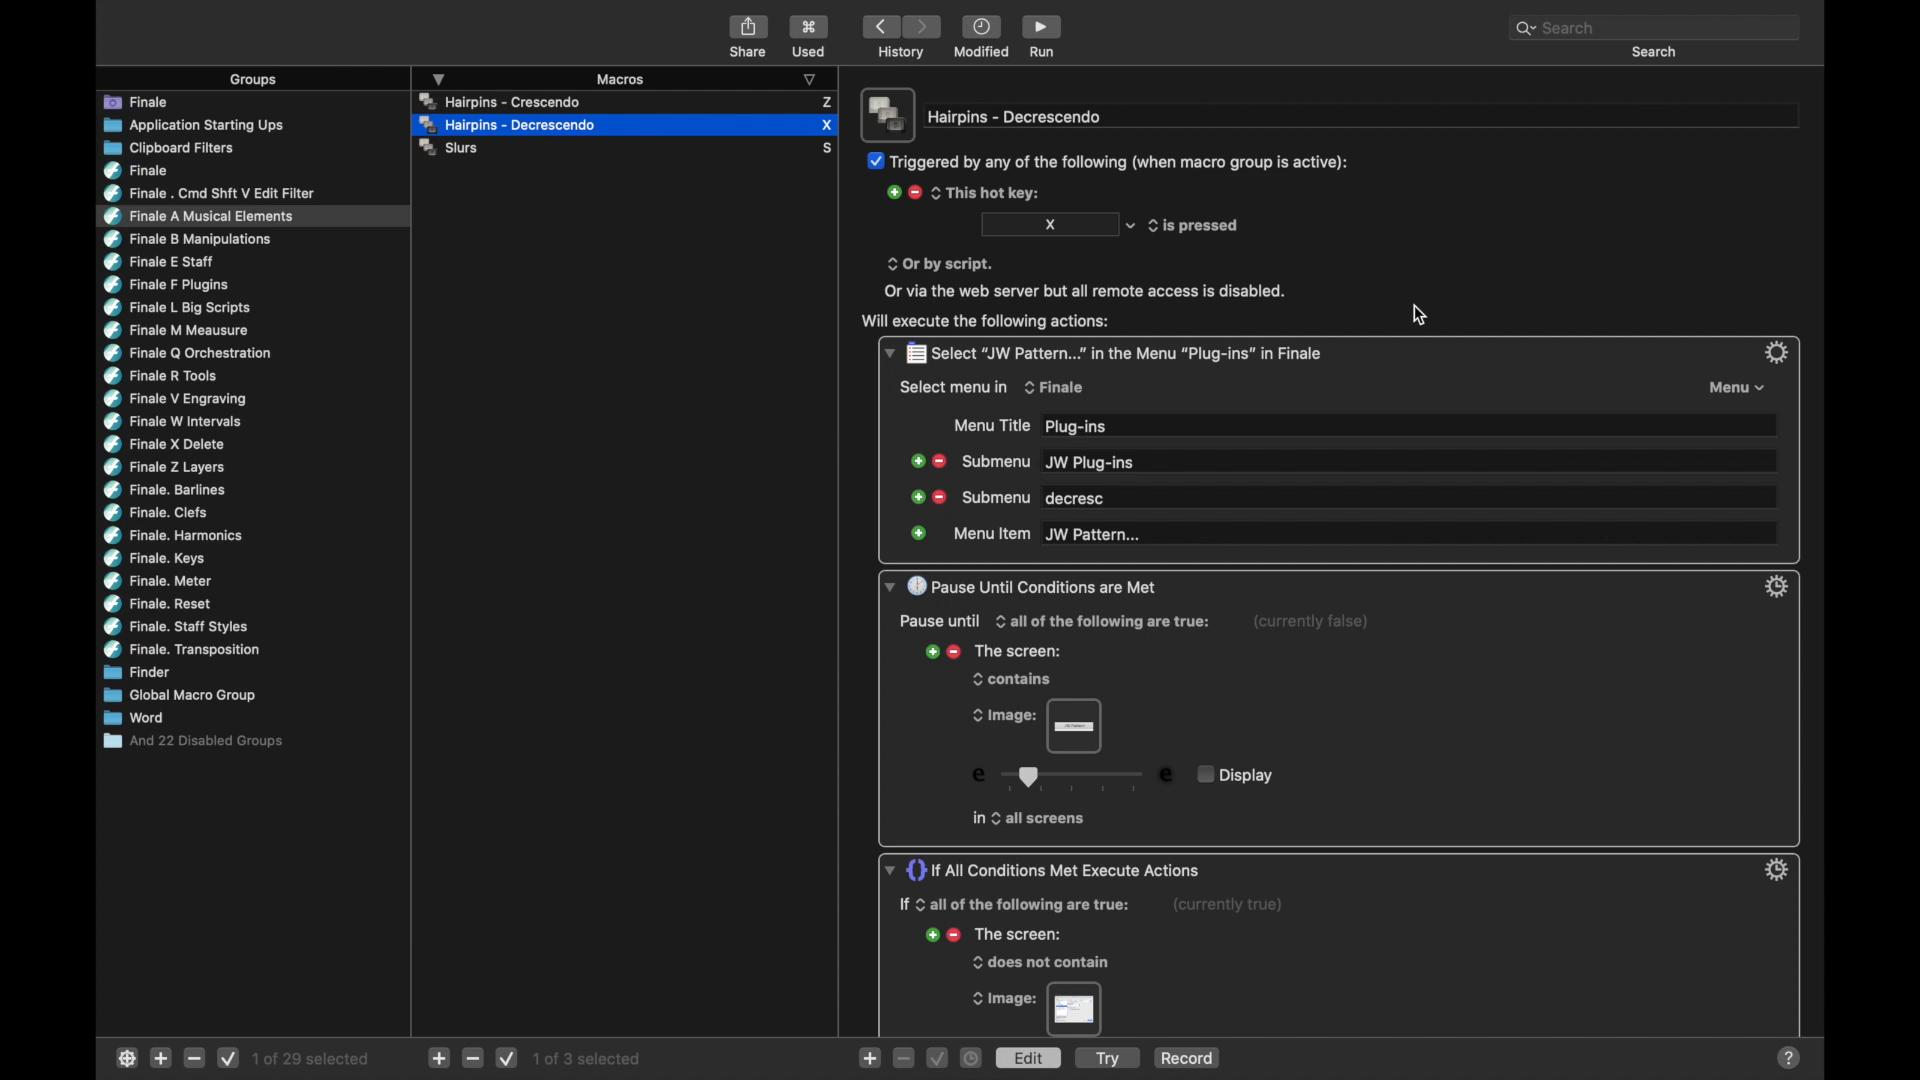 Share
Used
History
Modified
Run
Search
Search
Groups
Finale
Application Starting Ups
Clipboard Filters
Finale
Finale . Cmd Shft V Edit Filter
Finale A Musical Elements
Finale B Manipulations
Finale E Staff
Finale F Plugins
Finale L Big Scripts
Finale M Meausure
Finale Q Orchestration
Finale R Tools
Finale V Engraving
Finale W Intervals
Finale X Delete
Finale Z Layers
Finale. Barlines
Finale. Clefs
Finale. Harmonics
Finale. Keys
Finale. Meter
Finale. Reset
Finale. Staff Styles
Finale. Transposition
Finder
Global Macro Group
Word
And 22 Disabled Groups
Macros
Hairpins - Crescendo Z
Hairpins - Decrescendo X
Slurs S
Hairpins - Decrescendo
Triggered by any of the following (when macro group is active):
This hot key:
X is pressed
Or by script.
Or via the web server but all remote access is disabled.
Will execute the following actions:
Select “JW Pattern...” in the Menu “Plug-ins” in Finale
Select menu in Finale Menu
Menu Title Plug-ins
Submenu JW Plug-ins
Submenu decresc
Menu Item JW Pattern...
Pause Until Conditions are Met
Pause until all of the following are true: (currently false)
The screen:
contains
Image:
e e Display
in all screens
If All Conditions Met Execute Actions
If all of the following are true: (currently true)
The screen:
does not contain
Image:
1 of 29 selected
1 of 3 selected
Edit Try Record ?